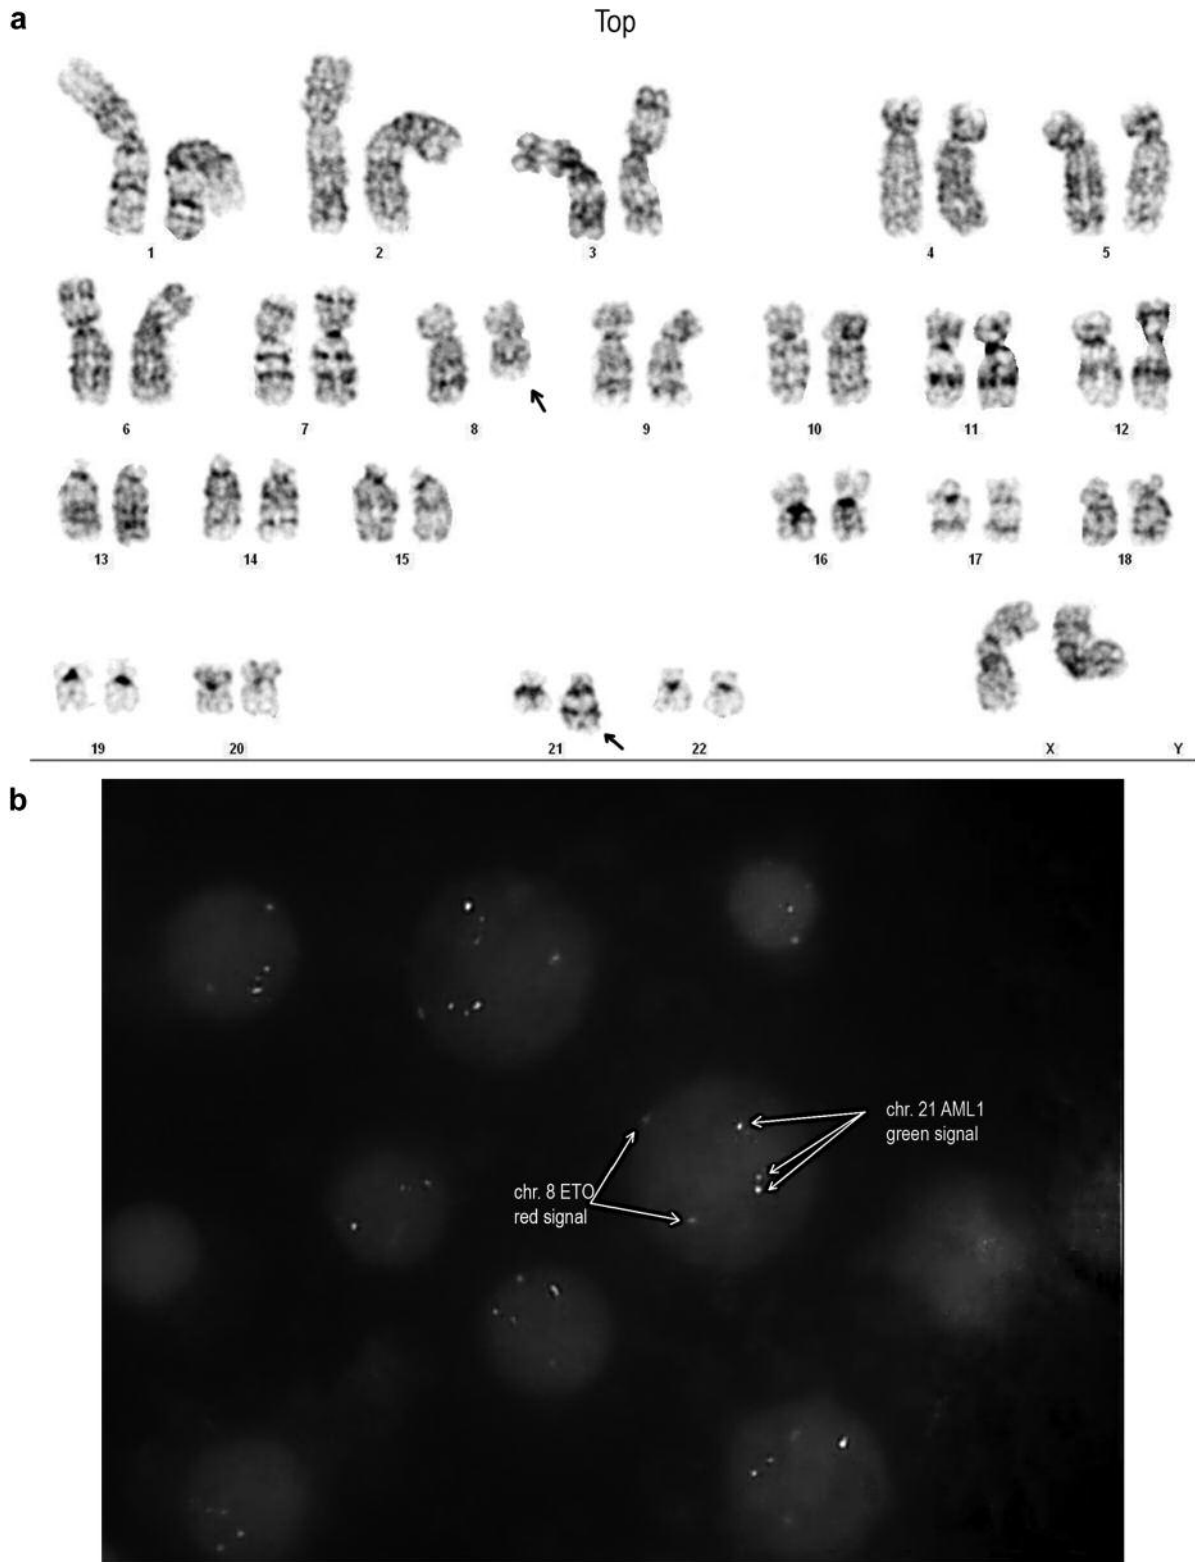 a
Top
1 2 3 4 5
6 7 8 9 10 11 12
13 14 15 16 17 18
19 20 21 22 X Y
b
chr. 21 AML1
green signal
chr. 8 ETO
red signal